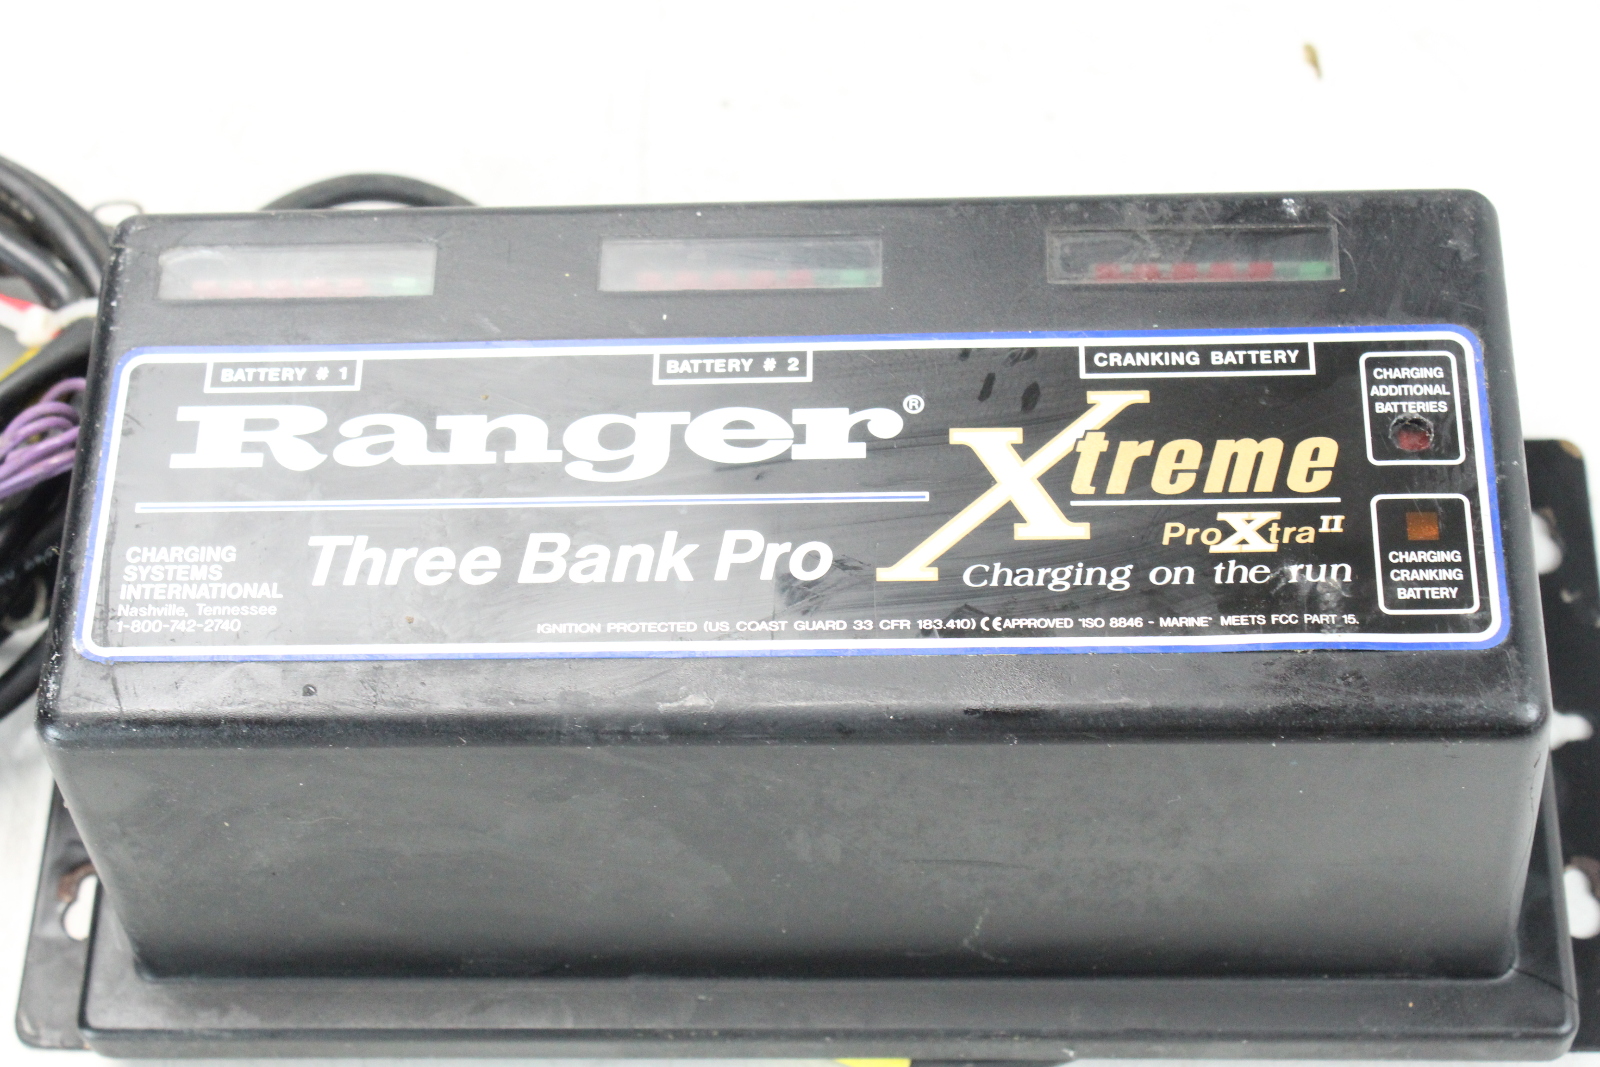 BATTERY # 1
BATTERY # 2
CRANKING BATTERY
Ranger®
Xtreme
ProXtra II
Charging on the run
Three Bank Pro
CHARGING
SYSTEMS
INTERNATIONAL
Nashville, Tennessee
1-800-742-2740
IGNITION PROTECTED (US COAST GUARD 33 CFR 183.410) CE APPROVED "ISO 8846 - MARINE" MEETS FCC PART 15.
CHARGING
ADDITIONAL
BATTERIES
CHARGING
CRANKING
BATTERY